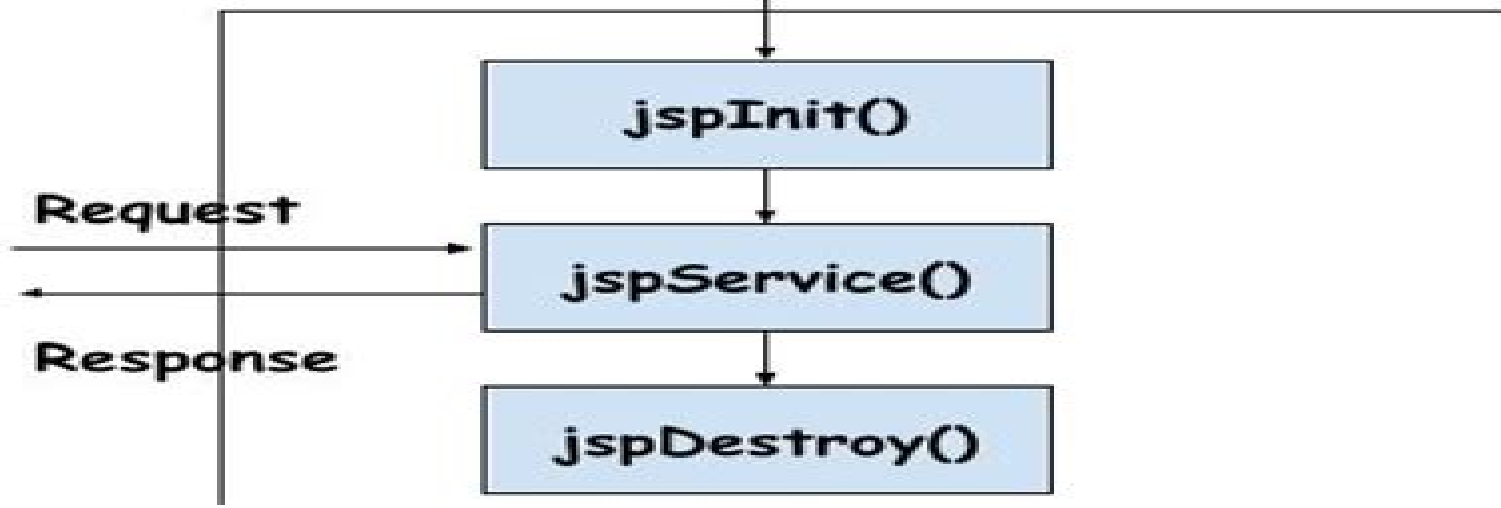 jspInit()
Request
jspService()
Response
jspDestroy()